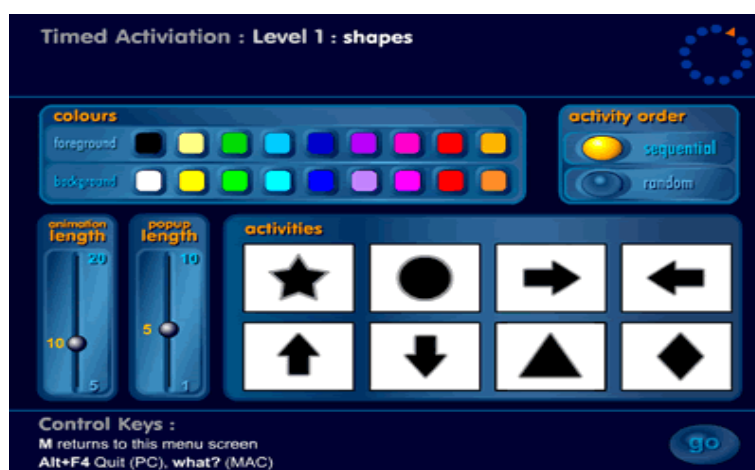 Timed Activiation : Level 1 : shapes
colours
foreground
background
activity order
sequential
random
animation length
20
10
5
popup length
10
5
1
activities
Control Keys :
M returns to this menu screen
Alt+F4 Quit (PC), what? (MAC)
go